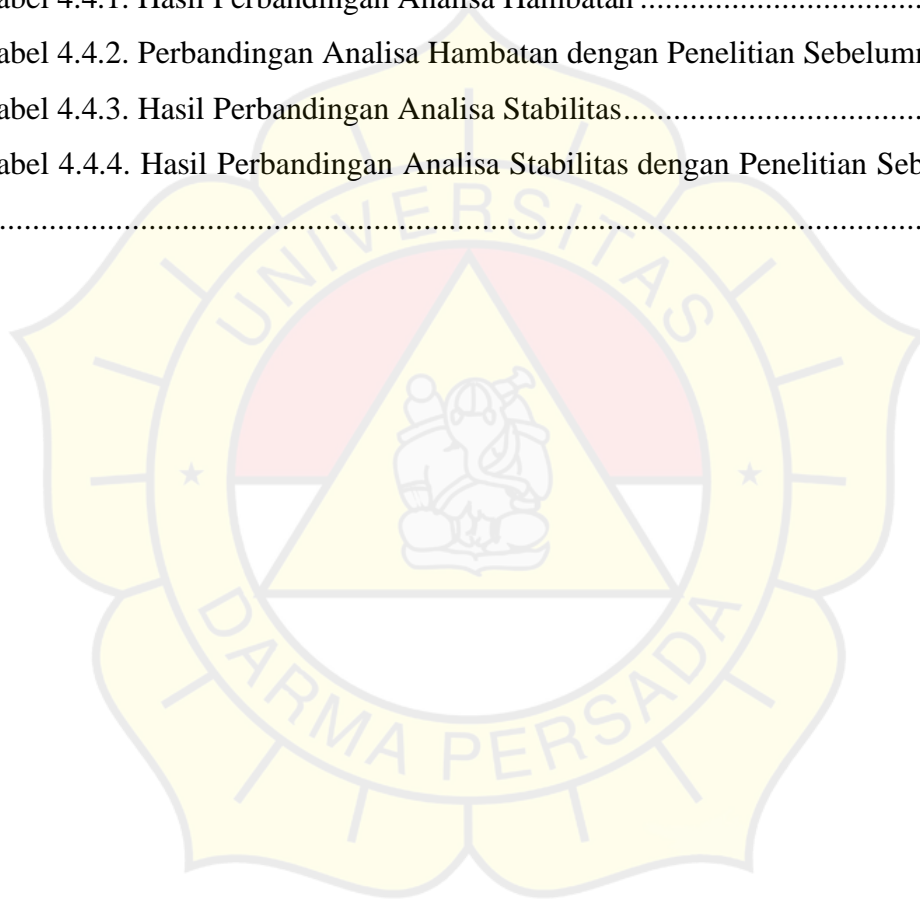 abel 4.4.1. Hasil Perbandingan Analisa Hambatan ....................................
abel 4.4.2. Perbandingan Analisa Hambatan dengan Penelitian Sebelum
abel 4.4.3. Hasil Perbandingan Analisa Stabilitas.....................................
abel 4.4.4. Hasil Perbandingan Analisa Stabilitas dengan Penelitian Seb
.......................................................................................................................
UNIVERSITAS
DARMA PERSADA